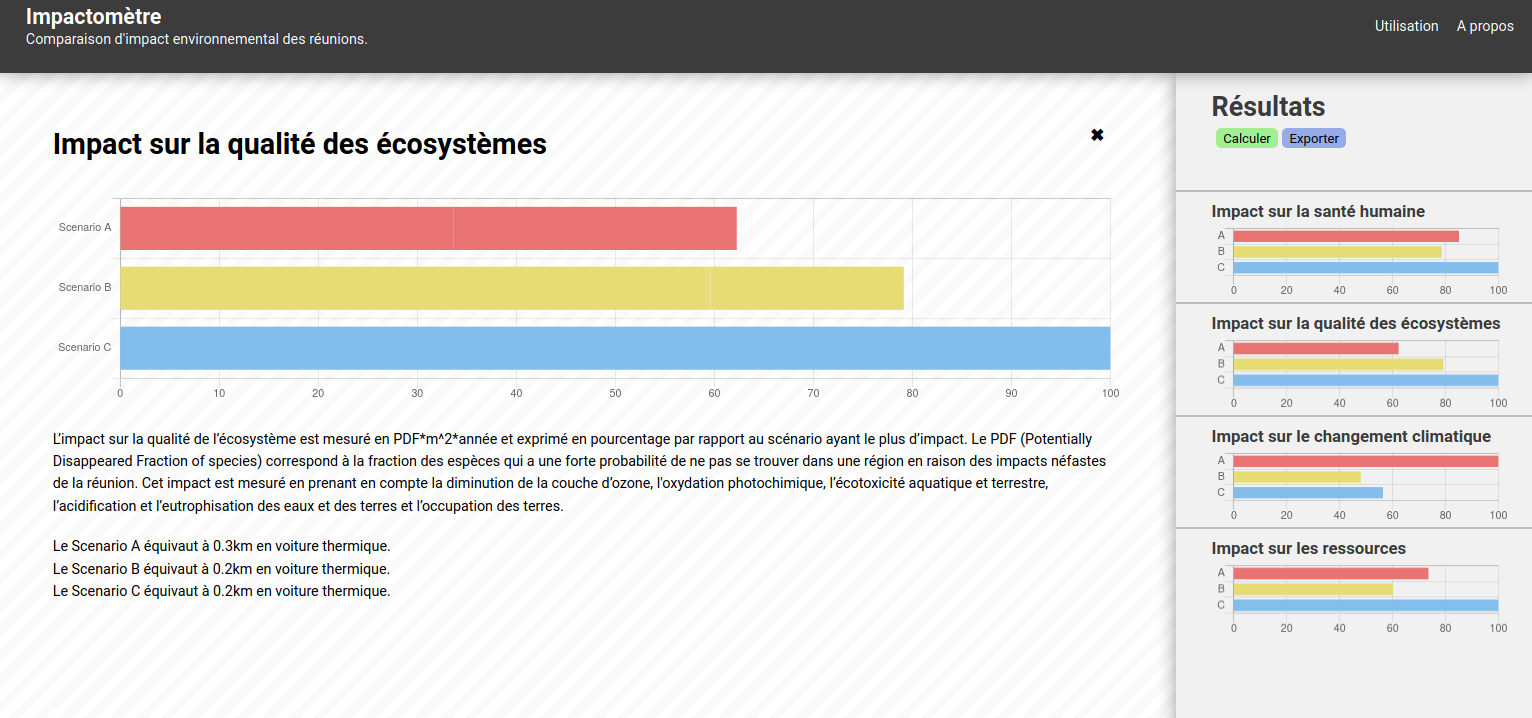 Impactomètre
Comparaison d'impact environnemental des réunions.
Utilisation
A propos
Impact sur la qualité des écosystèmes
✖
Scenario A
Scenario B
Scenario C
0 10 20 30 40 50 60 70 80 90 100
L'impact sur la qualité de l'écosystème est mesuré en PDF*m^2*année et exprimé en pourcentage par rapport au scénario ayant le plus d'impact. Le PDF (Potentially
Disappeared Fraction of species) correspond à la fraction des espèces qui a une forte probabilité de ne pas se trouver dans une région en raison des impacts néfastes
de la réunion. Cet impact est mesuré en prenant en compte la diminution de la couche d'ozone, l'oxydation photochimique, l'écotoxicité aquatique et terrestre,
l'acidification et l'eutrophisation des eaux et des terres et l'occupation des terres.
Le Scenario A équivaut à 0.3km en voiture thermique.
Le Scenario B équivaut à 0.2km en voiture thermique.
Le Scenario C équivaut à 0.2km en voiture thermique.
Résultats
Calculer Exporter
Impact sur la santé humaine
A
B
C
0 20 40 60 80 100
Impact sur la qualité des écosystèmes
A
B
C
0 20 40 60 80 100
Impact sur le changement climatique
A
B
C
0 20 40 60 80 100
Impact sur les ressources
A
B
C
0 20 40 60 80 100